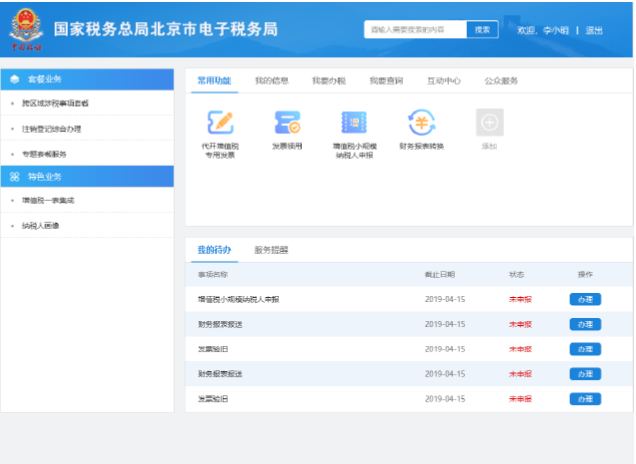 国家税务总局北京市电子税务局
请输入需要搜索的内容
搜索
欢迎, 李小明 | 退出
中国税务
套餐业务
跨区域涉税事项套餐
注销登记综合办理
专题套餐服务
特色业务
增值税一表集成
纳税人画像
常用功能 我的信息 我要办税 我要查询 互动中心 公众服务
代开增值税
专用发票
发票领用
增值税小规模
纳税人申报
财务报表转换
添加
我的待办 服务提醒
事项名称 截止日期 状态 操作
增值税小规模纳税人申报 2019-04-15 未申报 办理
财务报表报送 2019-04-15 未申报 办理
发票验旧 2019-04-15 未申报 办理
财务报表报送 2019-04-15 未申报 办理
发票验旧 2019-04-15 未申报 办理